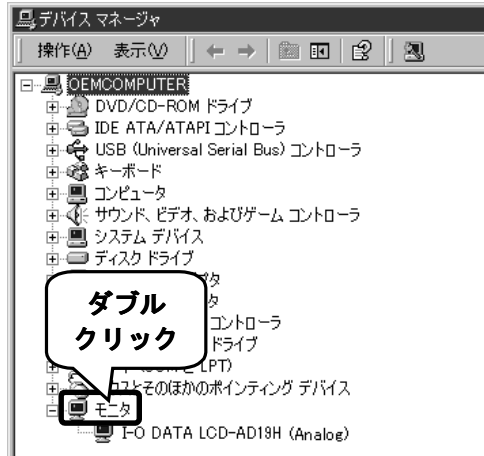 デバイス マネージャ
操作(A) 表示(V)
OEMCOMPUTER
DVD/CD-ROM ドライブ
IDE ATA/ATAPI コントローラ
USB (Universal Serial Bus) コントローラ
キーボード
コンピュータ
サウンド、ビデオ、およびゲーム コントローラ
システム デバイス
ディスク ドライブ
プタ
タ
コントローラ
ドライブ
LPT)
ダブル
クリック
スとそのほかのポインティング デバイス
モニタ
I-O DATA LCD-AD19H (Analog)